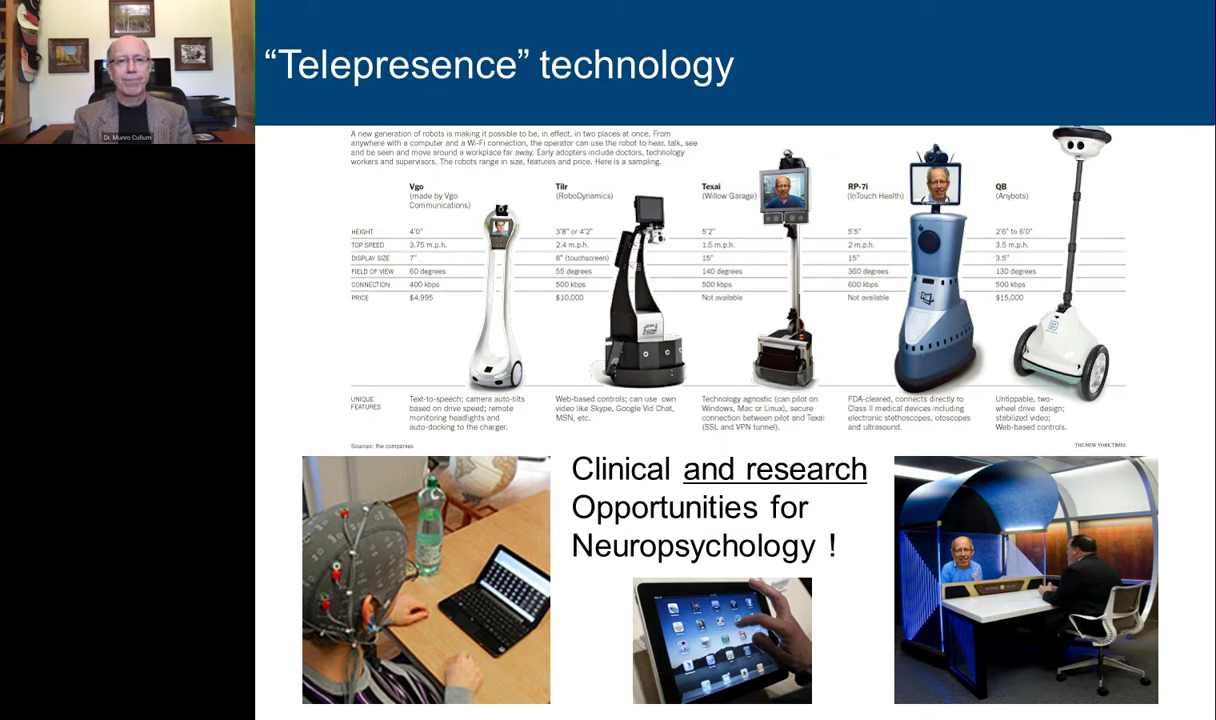 Dr. Munro Cullum
“Telepresence” technology
A new generation of robots is making it possible to be, in effect, in two places at once. From
anywhere with a computer and a Wi-Fi connection, the operator can use the robot to hear, talk, see
and be seen and move around a workplace far away. Early adopters include doctors, technology
workers and supervisors. The robots range in size, features and price. Here is a sampling.
Vgo
(made by Vgo
Communications)
Tilr
(RoboDynamics)
Texai
(Willow Garage)
RP-7i
(InTouch Health)
QB
(Anybots)
HEIGHT 4'0" 3'8" or 4'2" 5'2" 5'5" 2'6" to 6'0"
TOP SPEED 3.75 m.p.h. 2.4 m.p.h. 1.5 m.p.h. 2 m.p.h. 3.5 m.p.h.
DISPLAY SIZE 7" 8" (touchscreen) 15" 15" 3.5"
FIELD OF VIEW 60 degrees 55 degrees 140 degrees 360 degrees 130 degrees
CONNECTION 400 kbps 500 kbps 500 kbps 600 kbps 500 kbps
PRICE $4,995 $10,000 Not available Not available $15,000
UNIQUE
FEATURES
Text-to-speech; camera auto-tilts
based on drive speed; remote
monitoring headlights and
auto-docking to the charger.
Web-based controls; can use own
video like Skype, Google Vid Chat,
MSN, etc.
Technology agnostic (can pilot on
Windows, Mac or Linux), secure
connection between pilot and Texai
(SSL and VPN tunnel).
FDA-cleared, connects directly to
Class II medical devices including
electronic stethoscopes, otoscopes
and ultrasound.
Untippable, two-
wheel drive design;
stabilized video;
Web-based controls.
Sources: the companies
THE NEW YORK TIMES
Clinical and research
Opportunities for
Neuropsychology !